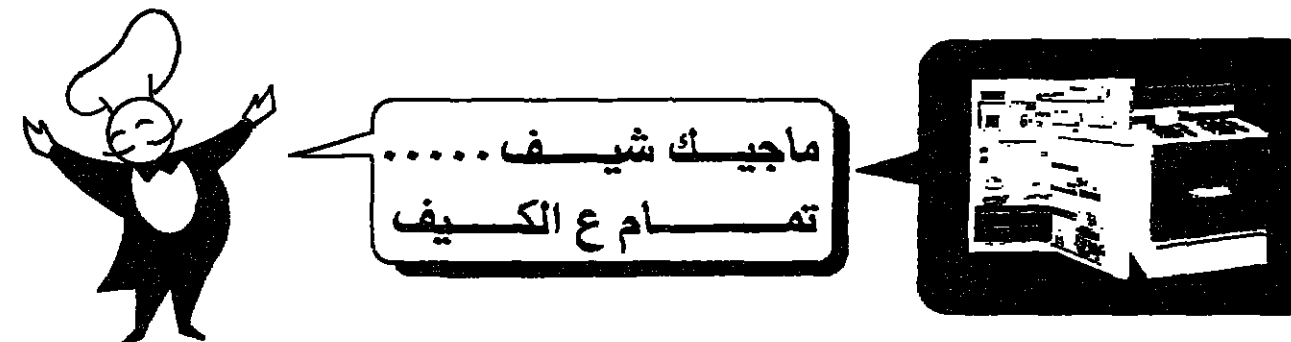 ماجيك شيف .....
تمام ع الكيف